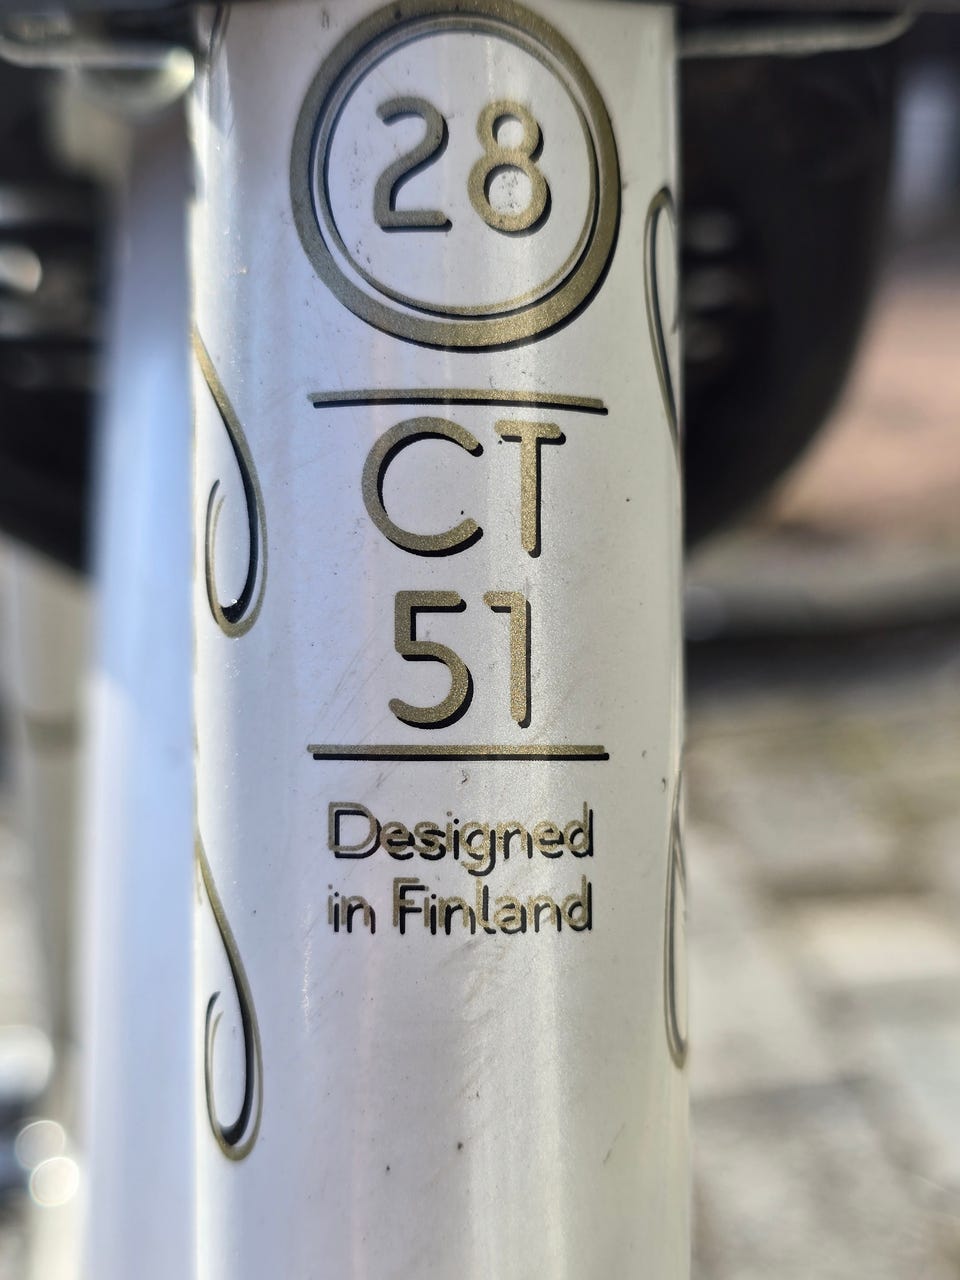 28
CT
51
Designed
in Finland